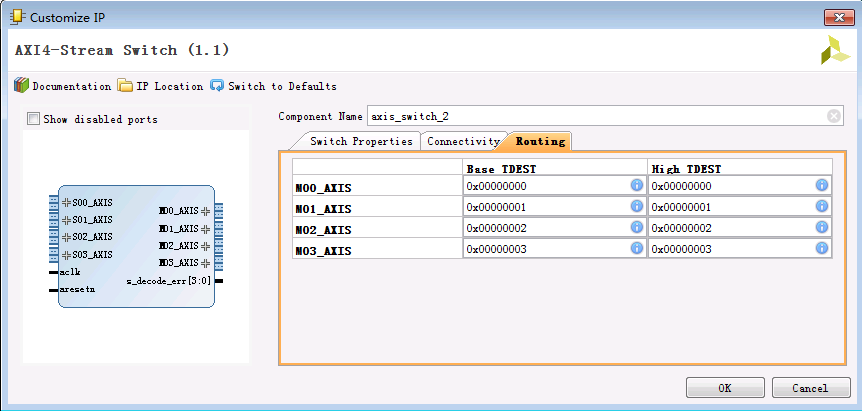 Customize IP
AXI4-Stream Switch (1.1)
Documentation IP Location Switch to Defaults
Show disabled ports
Component Name axis_switch_2
Switch Properties Connectivity Routing
Base TDEST High TDEST
M00_AXIS 0x00000000 0x00000000
M01_AXIS 0x00000001 0x00000001
M02_AXIS 0x00000002 0x00000002
M03_AXIS 0x00000003 0x00000003
S00_AXIS
S01_AXIS
S02_AXIS
S03_AXIS
aclk
aresetn
M00_AXIS
M01_AXIS
M02_AXIS
M03_AXIS
s_decode_err[3:0]
OK Cancel